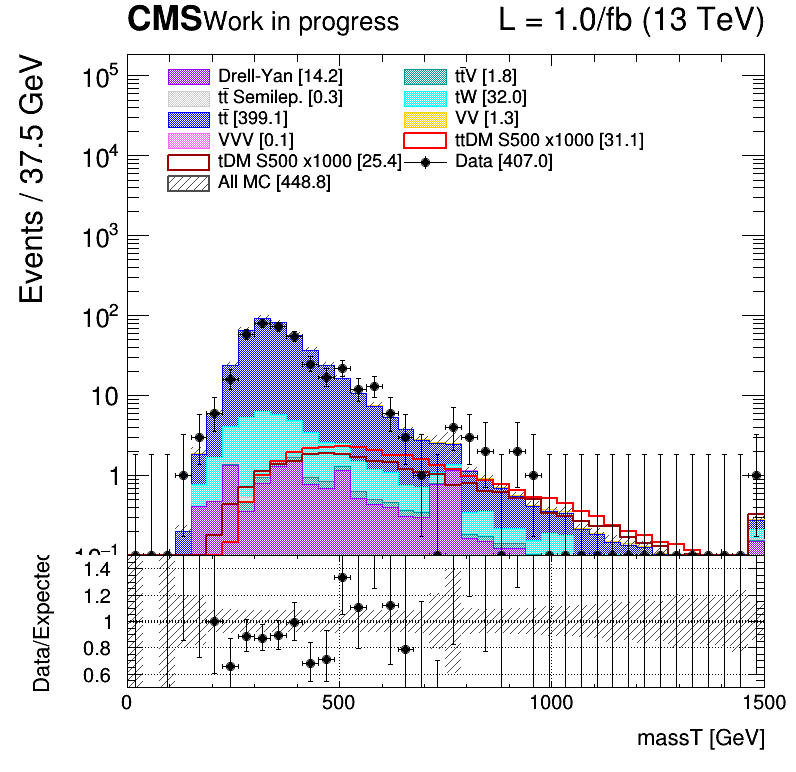 CMS Work in progress L = 1.0/fb (13 TeV)
Events / 37.5 GeV
10⁵
10⁴
10³
10²
10
1
10⁻¹
Drell-Yan [14.2] tt̄V [1.8]
tt̄ Semilep. [0.3] tW [32.0]
tt̄ [399.1] VV [1.3]
VVV [0.1] ttDM S500 x1000 [31.1]
tDM S500 x1000 [25.4] Data [407.0]
All MC [448.8]
Data/Expected
1.4
1.2
1
0.8
0.6
0 500 1000 1500
massT [GeV]